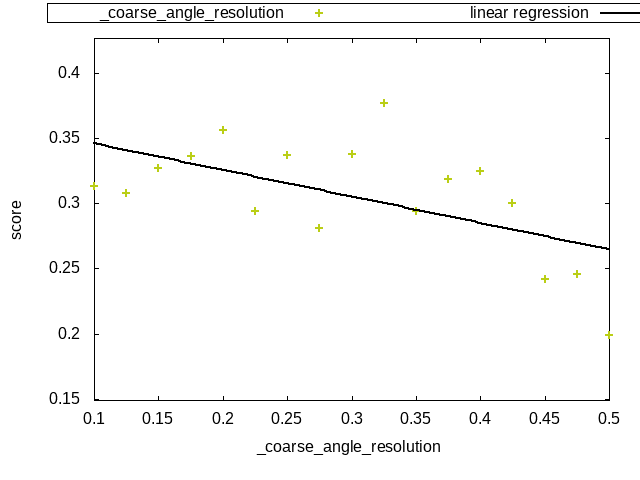 _coarse_angle_resolution linear regression
0.4
0.35
0.3
0.25
0.2
0.15
score
0.1 0.15 0.2 0.25 0.3 0.35 0.4 0.45 0.5
_coarse_angle_resolution